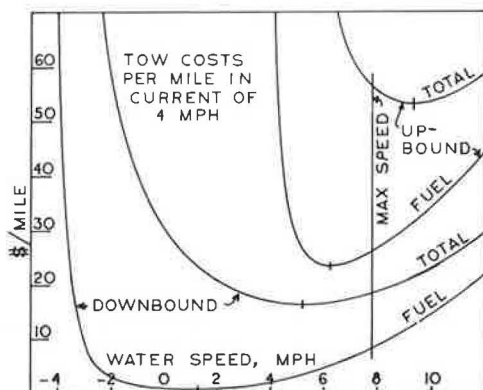 60
50
40
30
20
10
$/MILE
TOW COSTS
PER MILE IN
CURRENT OF
4 MPH
TOTAL
UP-
BOUND
MAX SPEED
FUEL
TOTAL
DOWNBOUND
FUEL
WATER SPEED, MPH
-4 -2 0 2 4 6 8 10